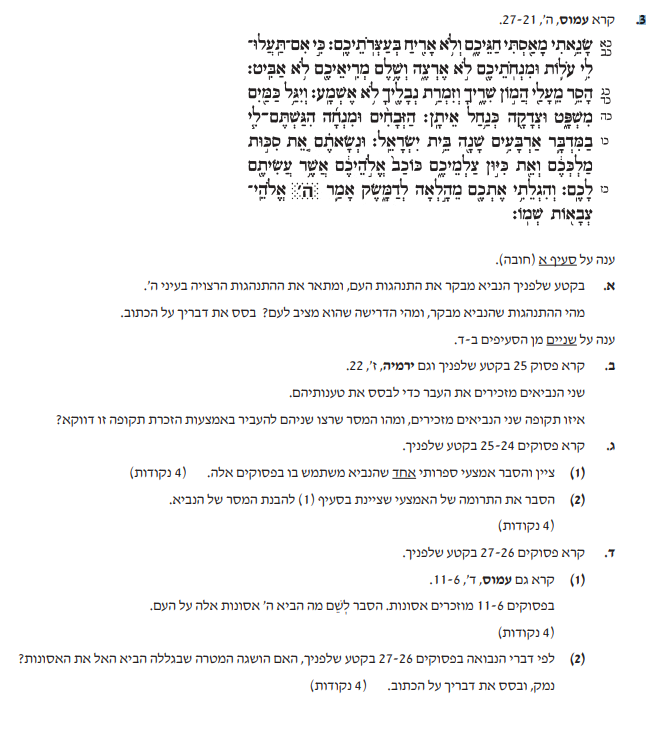 3. קרא עמוס, ה', 27-21.
כא שָׂנֵ֥אתִי מָאַ֖סְתִּי חַגֵּיכֶ֑ם וְלֹ֥א אָרִ֖יחַ בְּעַצְּרֹתֵיכֶֽם: כִּ֣י אִם־תַּעֲלוּ־
כב לִ֥י עֹל֛וֹת וּמִנְחֹתֵיכֶ֖ם לֹ֣א אֶרְצֶ֑ה וְשֶׁ֥לֶם מְרִיאֵיכֶ֖ם לֹ֥א אַבִּֽיט:
כג הָסֵ֥ר מֵעָלַ֖י הֲמ֣וֹן שִׁרֶ֑יךָ וְזִמְרַ֥ת נְבָלֶ֖יךָ לֹ֥א אֶשְׁמָֽע: וְיִגַּ֥ל כַּמַּ֖יִם
כד
כה מִשְׁפָּ֑ט וּצְדָקָ֖ה כְּנַ֥חַל אֵיתָֽן: הַזְּבָחִ֨ים וּמִנְחָ֜ה הִגַּשְׁתֶּם־לִ֧י
כו בַמִּדְבָּ֛ר אַרְבָּעִ֥ים שָׁנָ֖ה בֵּ֥ית יִשְׂרָאֵֽל: וּנְשָׂאתֶ֗ם אֵ֚ת סִכּ֣וּת
מַלְכְּכֶ֔ם וְאֵ֖ת כִּיּ֣וּן צַלְמֵיכֶ֑ם כּוֹכַב֙ אֱלֹ֣הֵיכֶ֔ם אֲשֶׁ֥ר עֲשִׂיתֶ֖ם
כז לָכֶֽם: וְהִגְלֵיתִ֥י אֶתְכֶ֖ם מֵהָ֣לְאָה לְדַמָּ֑שֶׂק אָמַ֛ר ה' אֱלֹהֵֽי־
צְבָא֖וֹת שְׁמֽוֹ:
ענה על סעיף א (חובה).
א. בקטע שלפניך הנביא מבקר את התנהגות העם, ומתאר את ההתנהגות הרצויה בעיני ה'.
מהי ההתנהגות שהנביא מבקר, ומהי הדרישה שהוא מציב לעם? בסס את דבריך על הכתוב.
ענה על שניים מן הסעיפים ב-ד.
ב. קרא פסוק 25 בקטע שלפניך וגם ירמיה, ז', 22.
שני הנביאים מזכירים את העבר כדי לבסס את טענותיהם.
איזו תקופה שני הנביאים מזכירים, ומהו המסר שרצו שניהם להעביר באמצעות הזכרת תקופה זו דווקא?
ג. קרא פסוקים 25-24 בקטע שלפניך.
(1) ציין והסבר אמצעי ספרותי אחד שהנביא משתמש בו בפסוקים אלה. (4 נקודות)
(2) הסבר את התרומה של האמצעי שציינת בסעיף (1) להבנת המסר של הנביא.
(4 נקודות)
ד. קרא פסוקים 27-26 בקטע שלפניך.
(1) קרא גם עמוס, ד', 11-6.
בפסוקים 11-6 מוזכרים אסונות. הסבר לְשֵׁם מה הביא ה' אסונות אלה על העם.
(4 נקודות)
(2) לפי דברי הנבואה בפסוקים 27-26 בקטע שלפניך, האם הושגה המטרה שבגללה הביא האל את האסונות?
נמק, ובסס את דבריך על הכתוב. (4 נקודות)